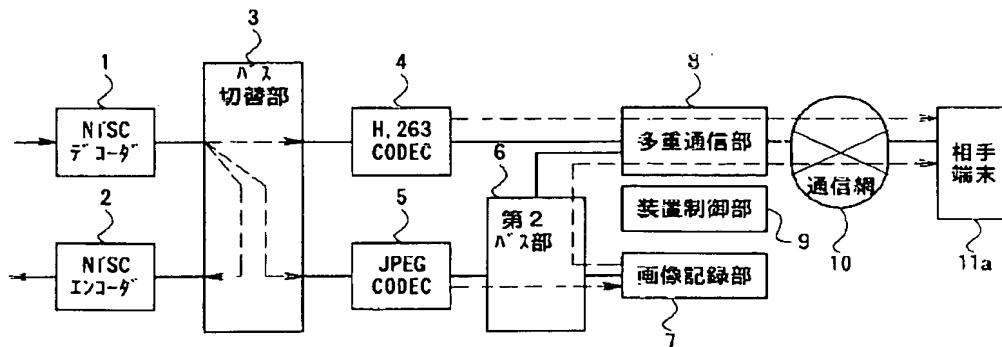 3
1
バス
切替部
4
8
NTSC
デコーダ
H.263
CODEC
多重通信部
通信網
相手
端末
6
2
5
第2
バス部
装置制御部
9
10
11a
NTSC
エンコーダ
JPEG
CODEC
画像記録部
7